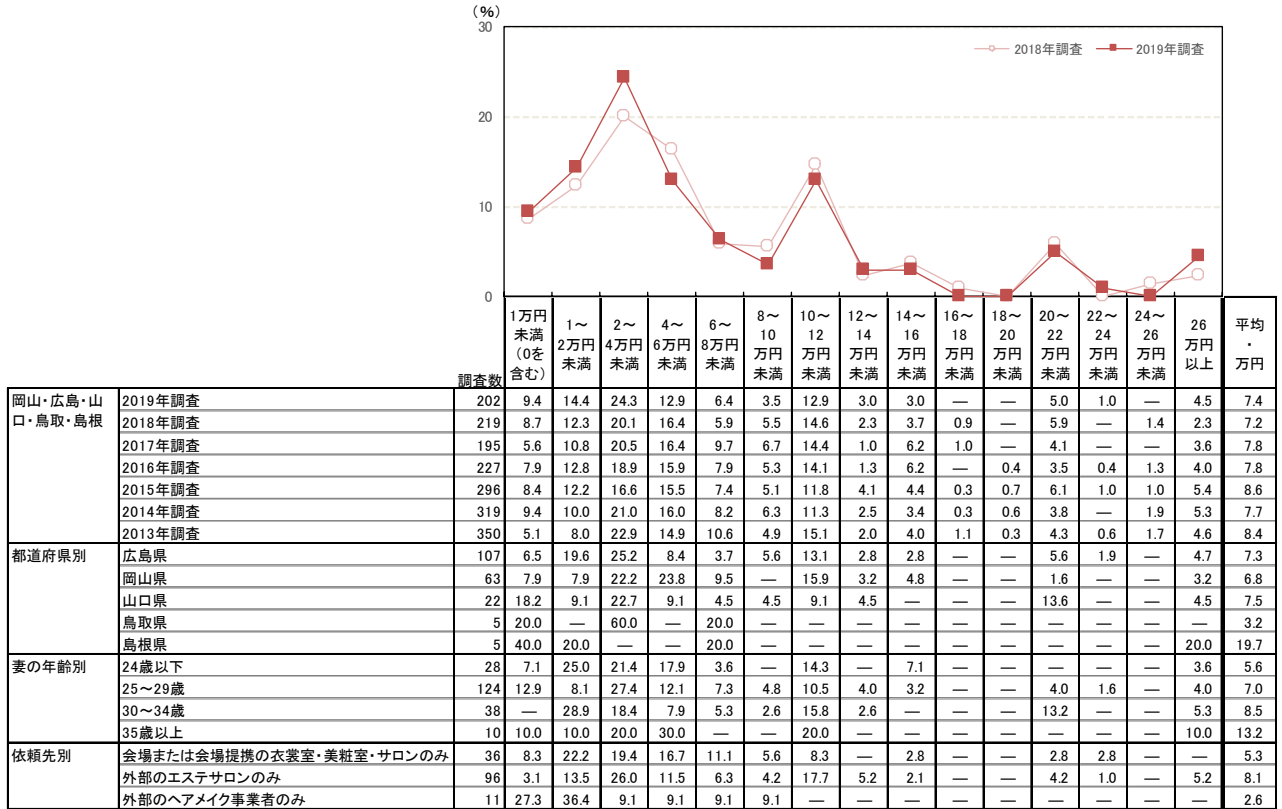 (%)
30
20
10
0
2018年調査 2019年調査
調査数 1万円未満(0を含む) 1～2万円未満 2～4万円未満 4～6万円未満 6～8万円未満 8～10万円未満 10～12万円未満 12～14万円未満 14～16万円未満 16～18万円未満 18～20万円未満 20～22万円未満 22～24万円未満 24～26万円未満 26万円以上 平均・万円
岡山・広島・山口・鳥取・島根 2019年調査 202 9.4 14.4 24.3 12.9 6.4 3.5 12.9 3.0 3.0 — — 5.0 1.0 — 4.5 7.4
2018年調査 219 8.7 12.3 20.1 16.4 5.9 5.5 14.6 2.3 3.7 0.9 — 5.9 — 1.4 2.3 7.2
2017年調査 195 5.6 10.8 20.5 16.4 9.7 6.7 14.4 1.0 6.2 1.0 — 4.1 — — 3.6 7.8
2016年調査 227 7.9 12.8 18.9 15.9 7.9 5.3 14.1 1.3 6.2 — 0.4 3.5 0.4 1.3 4.0 7.8
2015年調査 296 8.4 12.2 16.6 15.5 7.4 5.1 11.8 4.1 4.4 0.3 0.7 6.1 1.0 1.0 5.4 8.6
2014年調査 319 9.4 10.0 21.0 16.0 8.2 6.3 11.3 2.5 3.4 0.3 0.6 3.8 — 1.9 5.3 7.7
2013年調査 350 5.1 8.0 22.9 14.9 10.6 4.9 15.1 2.0 4.0 1.1 0.3 4.3 0.6 1.7 4.6 8.4
都道府県別 広島県 107 6.5 19.6 25.2 8.4 3.7 5.6 13.1 2.8 2.8 — — 5.6 1.9 — 4.7 7.3
岡山県 63 7.9 7.9 22.2 23.8 9.5 — 15.9 3.2 4.8 — — 1.6 — — 3.2 6.8
山口県 22 18.2 9.1 22.7 9.1 4.5 4.5 9.1 4.5 — — — 13.6 — — 4.5 7.5
鳥取県 5 20.0 — 60.0 — 20.0 — — — — — — — — — — 3.2
島根県 5 40.0 20.0 — — 20.0 — — — — — — — — — 20.0 19.7
妻の年齢別 24歳以下 28 7.1 25.0 21.4 17.9 3.6 — 14.3 — 7.1 — — — — — 3.6 5.6
25～29歳 124 12.9 8.1 27.4 12.1 7.3 4.8 10.5 4.0 3.2 — — 4.0 1.6 — 4.0 7.0
30～34歳 38 — 28.9 18.4 7.9 5.3 2.6 15.8 2.6 — — — 13.2 — — 5.3 8.5
35歳以上 10 10.0 10.0 20.0 30.0 — — 20.0 — — — — — — — 10.0 13.2
依頼先別 会場または会場提携の衣裳室・美粧室・サロンのみ 36 8.3 22.2 19.4 16.7 11.1 5.6 8.3 — 2.8 — — 2.8 2.8 — — 5.3
外部のエステサロンのみ 96 3.1 13.5 26.0 11.5 6.3 4.2 17.7 5.2 2.1 — — 4.2 1.0 — 5.2 8.1
外部のヘアメイク事業者のみ 11 27.3 36.4 9.1 9.1 9.1 9.1 — — — — — — — — — 2.6